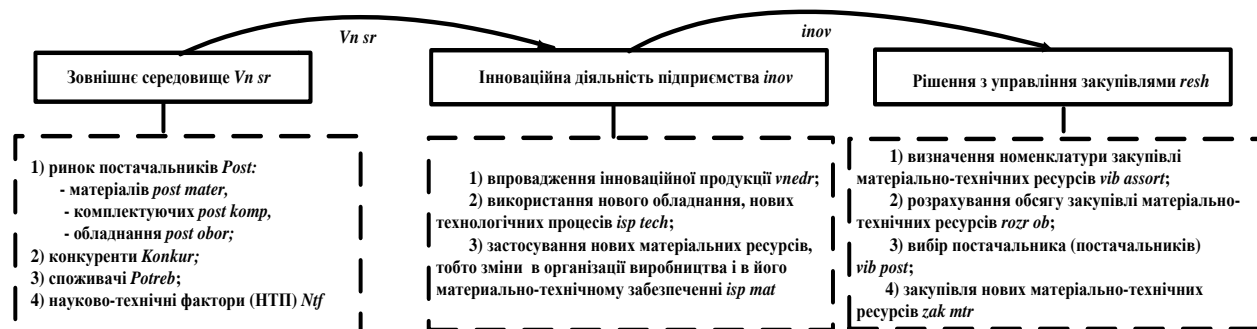 Vn sr
inov
Зовнішнє середовище Vn sr
Інноваційна діяльність підприємства inov
Рішення з управління закупівлями resh
1) ринок постачальників Post:
- матеріалів post mater,
- комплектуючих post komp,
- обладнання post obor;
2) конкуренти Konkur;
3) споживачі Potreb;
4) науково-технічні фактори (НТП) Ntf
1) впровадження інноваційної продукції vnedr;
2) використання нового обладнання, нових
технологічних процесів isp tech;
3) застосування нових матеріальних ресурсів,
тобто зміни в організації виробництва і в його
материально-технічному забезпеченні isp mat
1) визначення номенклатури закупівлі
матеріально-технічних ресурсів vib assort;
2) розрахування обсягу закупівлі матеріально-
технічних ресурсів rozr ob;
3) вибір постачальника (постачальників)
vib post;
4) закупівля нових матеріально-технічних
ресурсів zak mtr